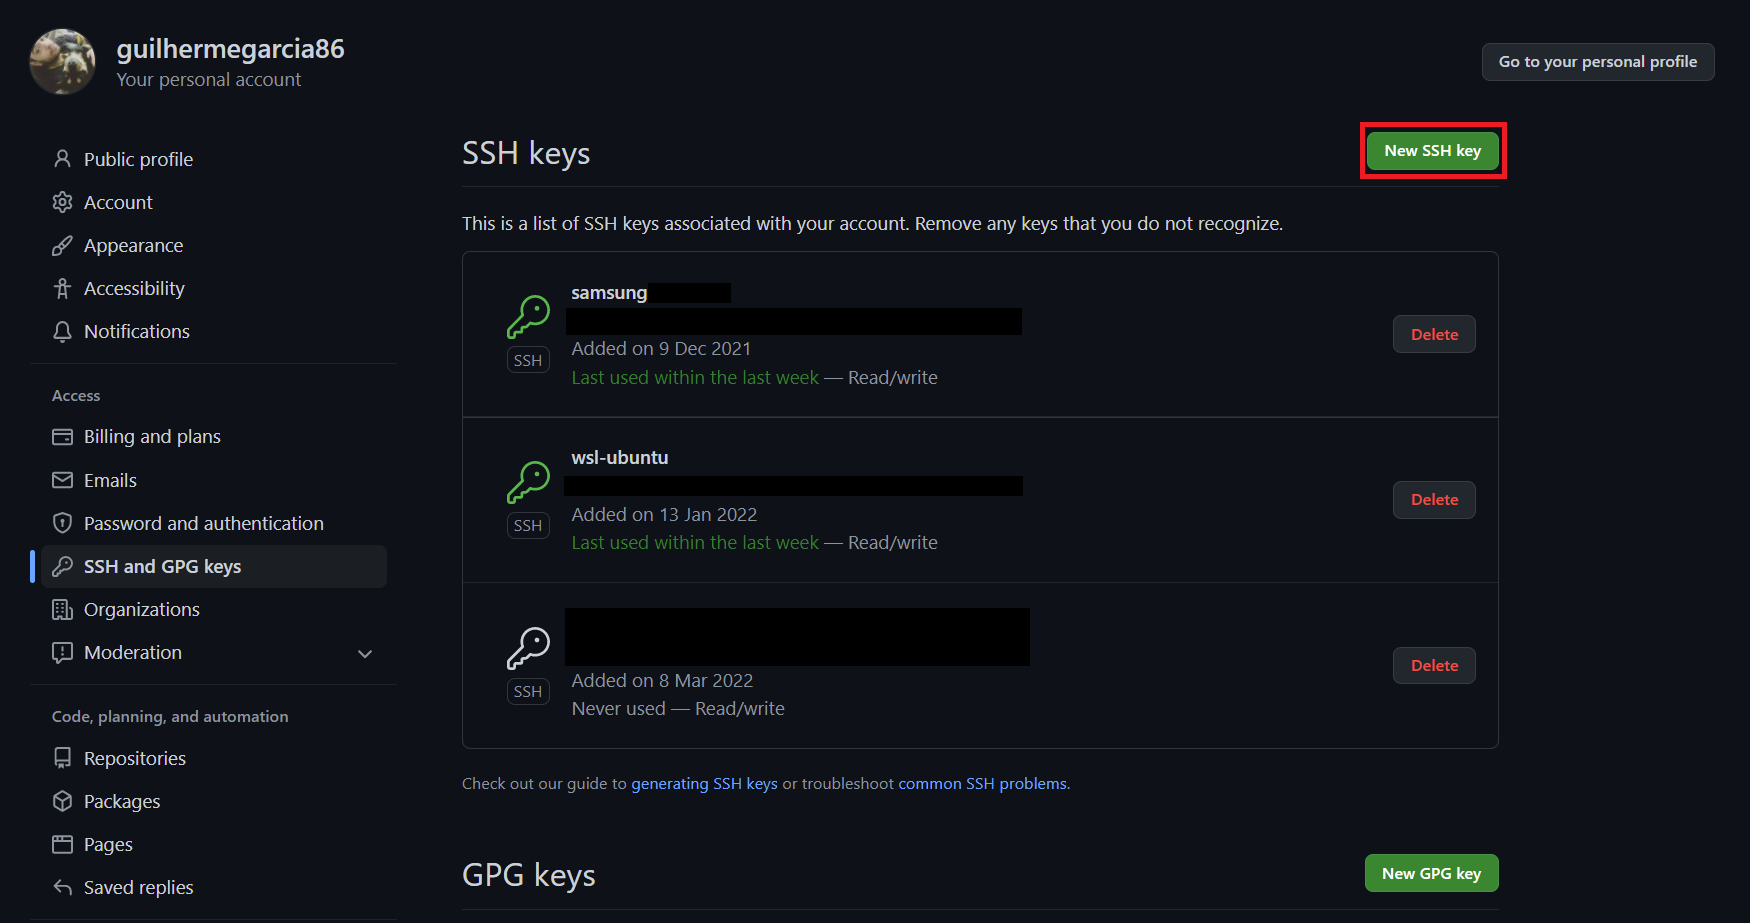 guilhermegarcia86
Your personal account
Go to your personal profile
Public profile
Account
Appearance
Accessibility
Notifications
Access
Billing and plans
Emails
Password and authentication
SSH and GPG keys
Organizations
Moderation
Code, planning, and automation
Repositories
Packages
Pages
Saved replies
SSH keys
New SSH key
This is a list of SSH keys associated with your account. Remove any keys that you do not recognize.
samsung
SSH
Added on 9 Dec 2021
Last used within the last week — Read/write
Delete
wsl-ubuntu
SSH
Added on 13 Jan 2022
Last used within the last week — Read/write
Delete
SSH
Added on 8 Mar 2022
Never used — Read/write
Delete
Check out our guide to generating SSH keys or troubleshoot common SSH problems.
GPG keys
New GPG key